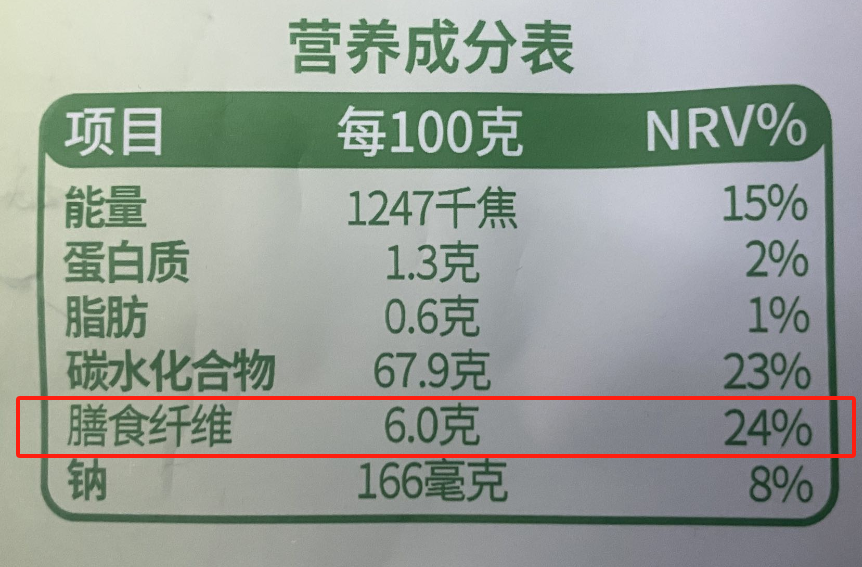 营养成分表
项目 每100克 NRV%
能量 1247千焦 15%
蛋白质 1.3克 2%
脂肪 0.6克 1%
碳水化合物 67.9克 23%
膳食纤维 6.0克 24%
钠 166毫克 8%